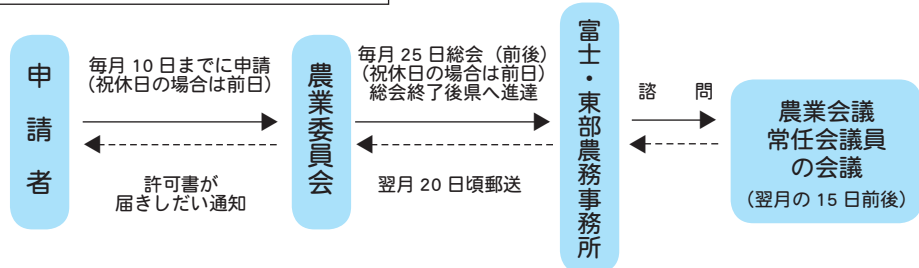 申請者
毎月 10 日までに申請
（祝休日の場合は前日）
許可書が
届きしだい通知
農業委員会
毎月 25 日総会（前後）
（祝休日の場合は前日）
総会終了後県へ進達
翌月 20 日頃郵送
富士・東部農務事務所
諮　問
農業会議
常任会議員
の会議
（翌月の 15 日前後）